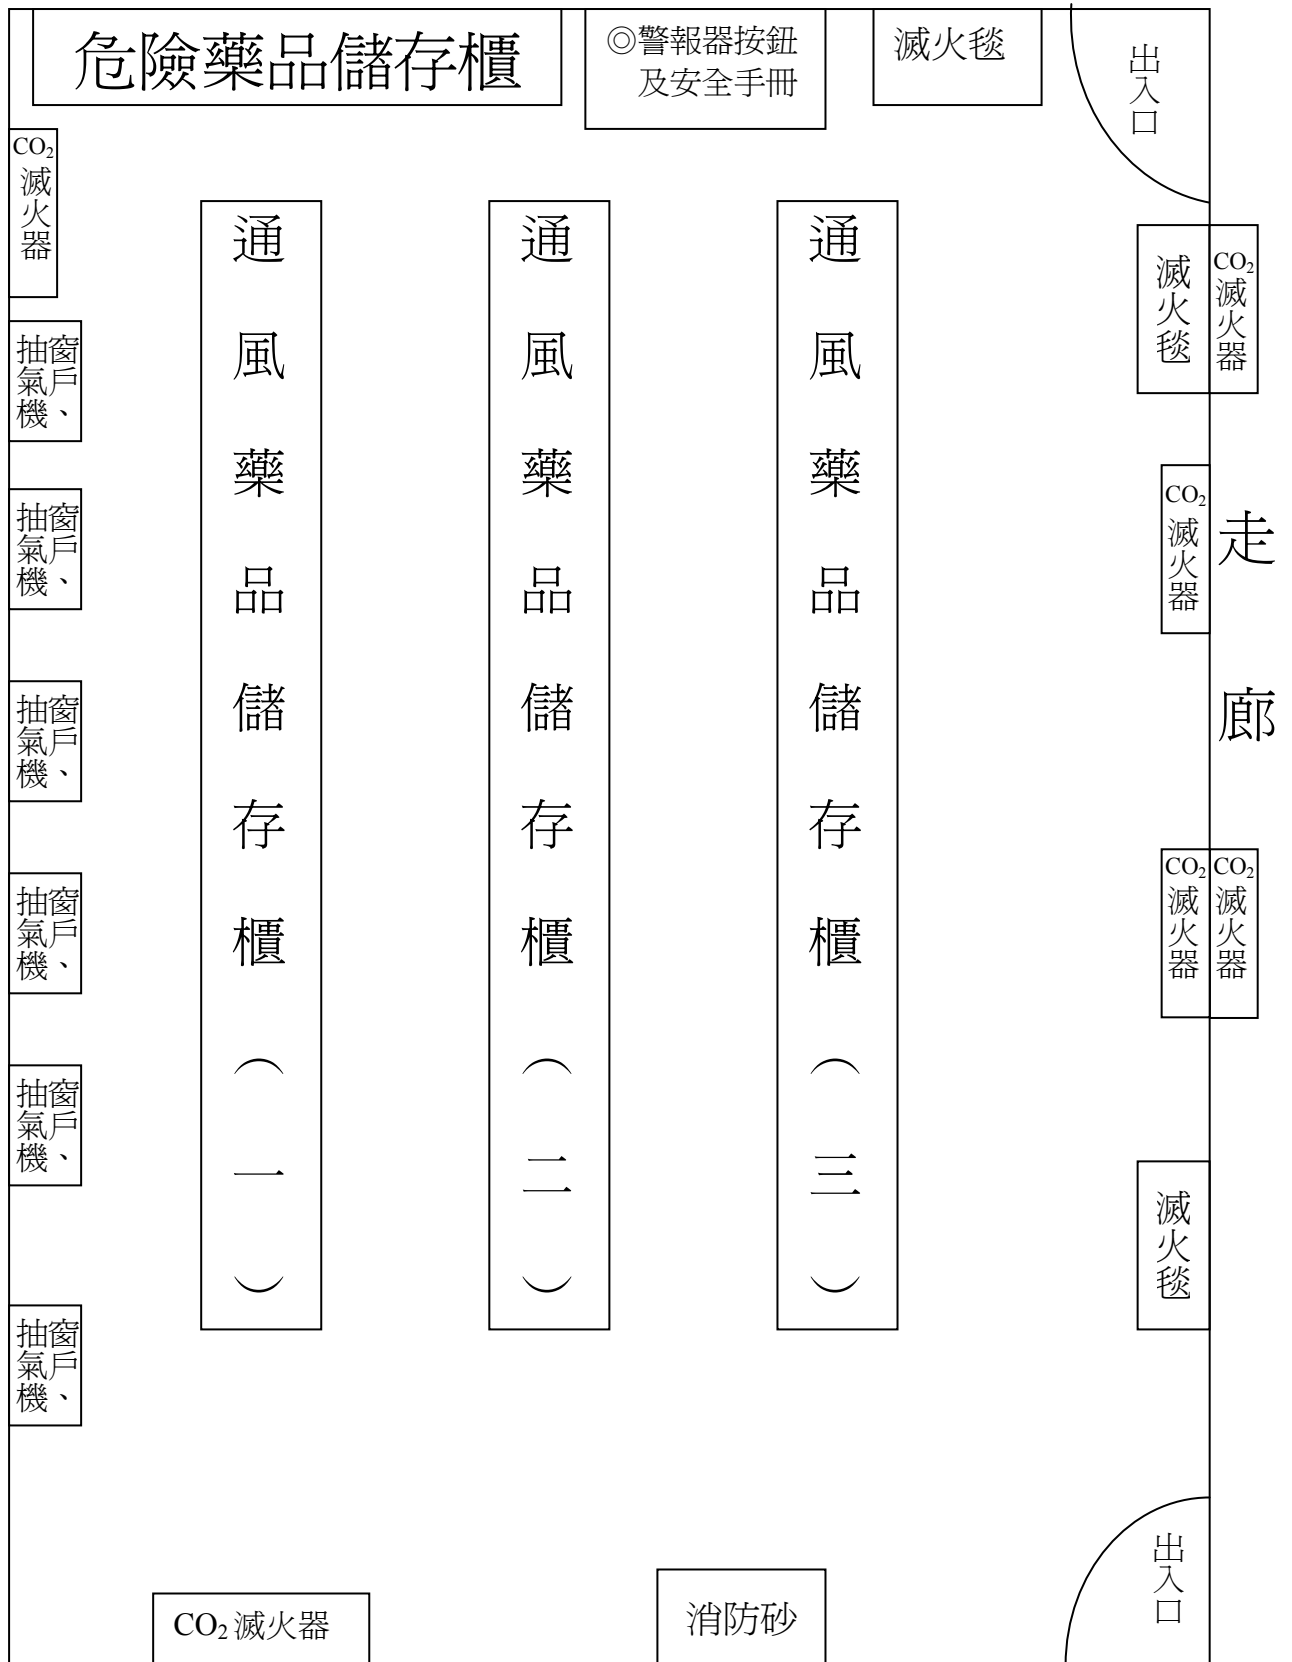 危險藥品儲存櫃
◎警報器按鈕
及安全手冊
滅火毯
出入口
CO₂
滅火器
通風藥品儲存櫃（一）
通風藥品儲存櫃（二）
通風藥品儲存櫃（三）
滅火毯
CO₂
滅火器
窗戶、
抽氣機
窗戶、
抽氣機
CO₂
滅火器
走廊
窗戶、
抽氣機
窗戶、
抽氣機
CO₂
滅火器
CO₂
滅火器
窗戶、
抽氣機
滅火毯
窗戶、
抽氣機
出入口
CO₂滅火器
消防砂